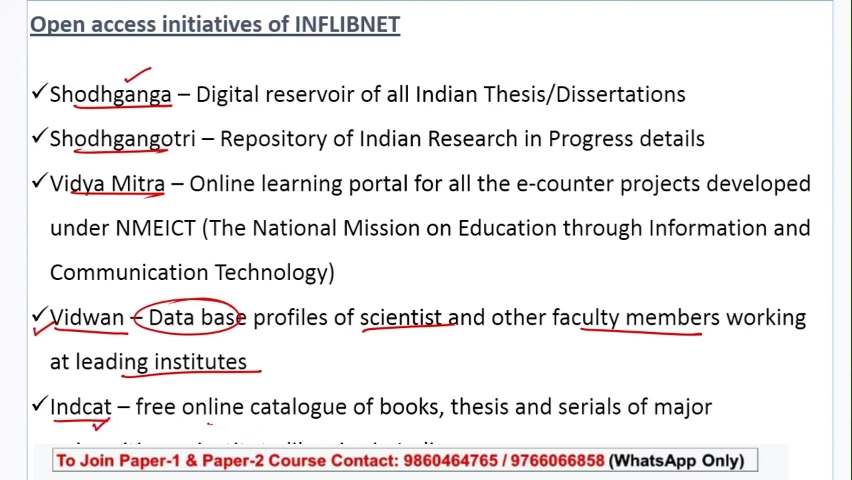 Open access initiatives of INFLIBNET
✓Shodhganga – Digital reservoir of all Indian Thesis/Dissertations
✓Shodhgangotri – Repository of Indian Research in Progress details
✓Vidya Mitra – Online learning portal for all the e-counter projects developed
under NMEICT (The National Mission on Education through Information and
Communication Technology)
✓Vidwan – Data base profiles of scientist and other faculty members working
at leading institutes
✓Indcat – free online catalogue of books, thesis and serials of major
To Join Paper-1 & Paper-2 Course Contact: 9860464765 / 9766066858 (WhatsApp Only)